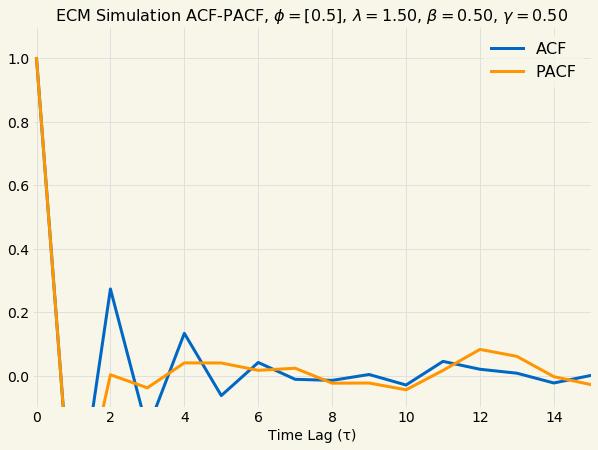 ECM Simulation ACF-PACF, ϕ = [0.5], λ = 1.50, β = 0.50, γ = 0.50
ACF
PACF
1.0
0.8
0.6
0.4
0.2
0.0
0 2 4 6 8 10 12 14
Time Lag (τ)